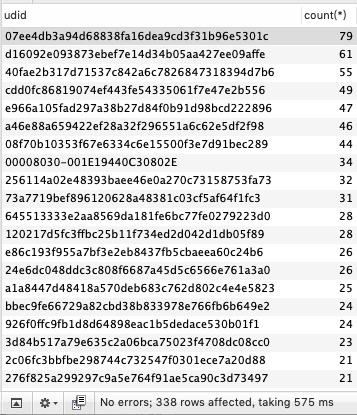 udid count(*)
07ee4db3a94d68838fa16dea9cd3f31b96e5301c 79
d16092e093873ebef7e14d34b05aa427ee09affe 61
40fae2b317d71537c842a6c7826847318394d7b6 55
cdd0fc86819074ef443fe54335061f7e47e2b556 49
e966a105fad297a38b27d84f0b91d98bcd222896 47
a46e88a659422ef28a32f296551a6c62e5df2f98 46
08f70b10353f67e6334c6e15500f3e7d91bec289 44
00008030-001E19440C30802E 34
256114a02e48393baee46e0a270c73158753fa73 32
73a7719bef896120628a48381c03cf5af64f1fc3 31
645513333e2aa8569da181fe6bc77fe0279223d0 28
120217d5fc3ffbc25b11f734ed2d042d1db05f89 28
e86c193f955a7bf3e2eb8437fb5cbaeea60c24b6 26
24e6dc048ddc3c808f6687a45d5c6566e761a3a0 26
a1a8447d48418a570deb683c762d802c4e4e5823 25
bbec9fe66729a82cbd38b833978e766fb6b649e2 24
926f0ffc9fb1d8d64898eac1b5dedace530b01f1 24
3d84b517a79e635c2a06bca75023f4708dc08cc0 23
2c06fc3bbfbe298744c732547f0301ece7a20d88 21
276f825a299297c9a5e764f91ae5ca90c3d73497 21
No errors; 338 rows affected, taking 575 ms